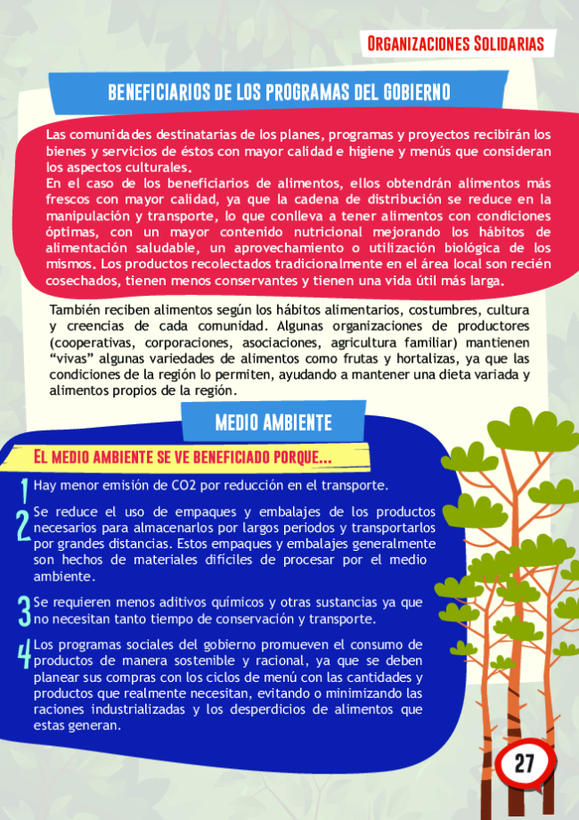 ORGANIZACIONES SOLIDARIAS
BENEFICIARIOS DE LOS PROGRAMAS DEL GOBIERNO
Las comunidades destinatarias de los planes, programas y proyectos recibirán los
bienes y servicios de éstos con mayor calidad e higiene y menús que consideran
los aspectos culturales.
En el caso de los beneficiarios de alimentos, ellos obtendrán alimentos más
frescos con mayor calidad, ya que la cadena de distribución se reduce en la
manipulación y transporte, lo que conlleva a tener alimentos con condiciones
óptimas, con un mayor contenido nutricional mejorando los hábitos de
alimentación saludable, un aprovechamiento o utilización biológica de los
mismos. Los productos recolectados tradicionalmente en el área local son recién
cosechados, tienen menos conservantes y tienen una vida útil más larga.
También reciben alimentos según los hábitos alimentarios, costumbres, cultura
y creencias de cada comunidad. Algunas organizaciones de productores
(cooperativas, corporaciones, asociaciones, agricultura familiar) mantienen
“vivas” algunas variedades de alimentos como frutas y hortalizas, ya que las
condiciones de la región lo permiten, ayudando a mantener una dieta variada y
alimentos propios de la región.
MEDIO AMBIENTE
EL MEDIO AMBIENTE SE VE BENEFICIADO PORQUE...
1 Hay menor emisión de CO2 por reducción en el transporte.
2 Se reduce el uso de empaques y embalajes de los productos
necesarios para almacenarlos por largos periodos y transportarlos
por grandes distancias. Estos empaques y embalajes generalmente
son hechos de materiales difíciles de procesar por el medio
ambiente.
3 Se requieren menos aditivos químicos y otras sustancias ya que
no necesitan tanto tiempo de conservación y transporte.
4 Los programas sociales del gobierno promueven el consumo de
productos de manera sostenible y racional, ya que se deben
planear sus compras con los ciclos de menú con las cantidades y
productos que realmente necesitan, evitando o minimizando las
raciones industrializadas y los desperdicios de alimentos que
estas generan.
27